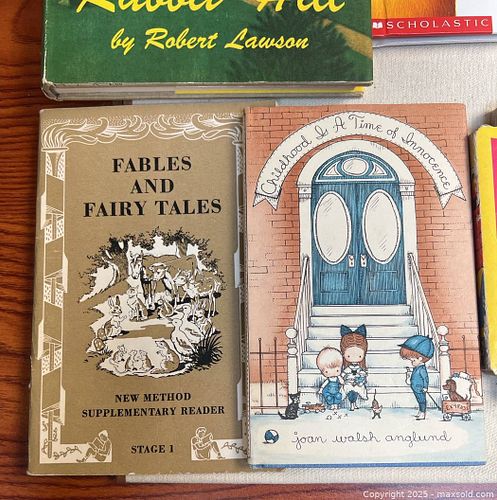 Rabbit Hill
by Robert Lawson
SCHOLASTIC
FABLES
AND
FAIRY TALES
NEW METHOD
SUPPLEMENTARY READER
STAGE 1
Childhood Is A Time of Innocence
joan walsh anglund
Copyright 2025 - maxsold.com